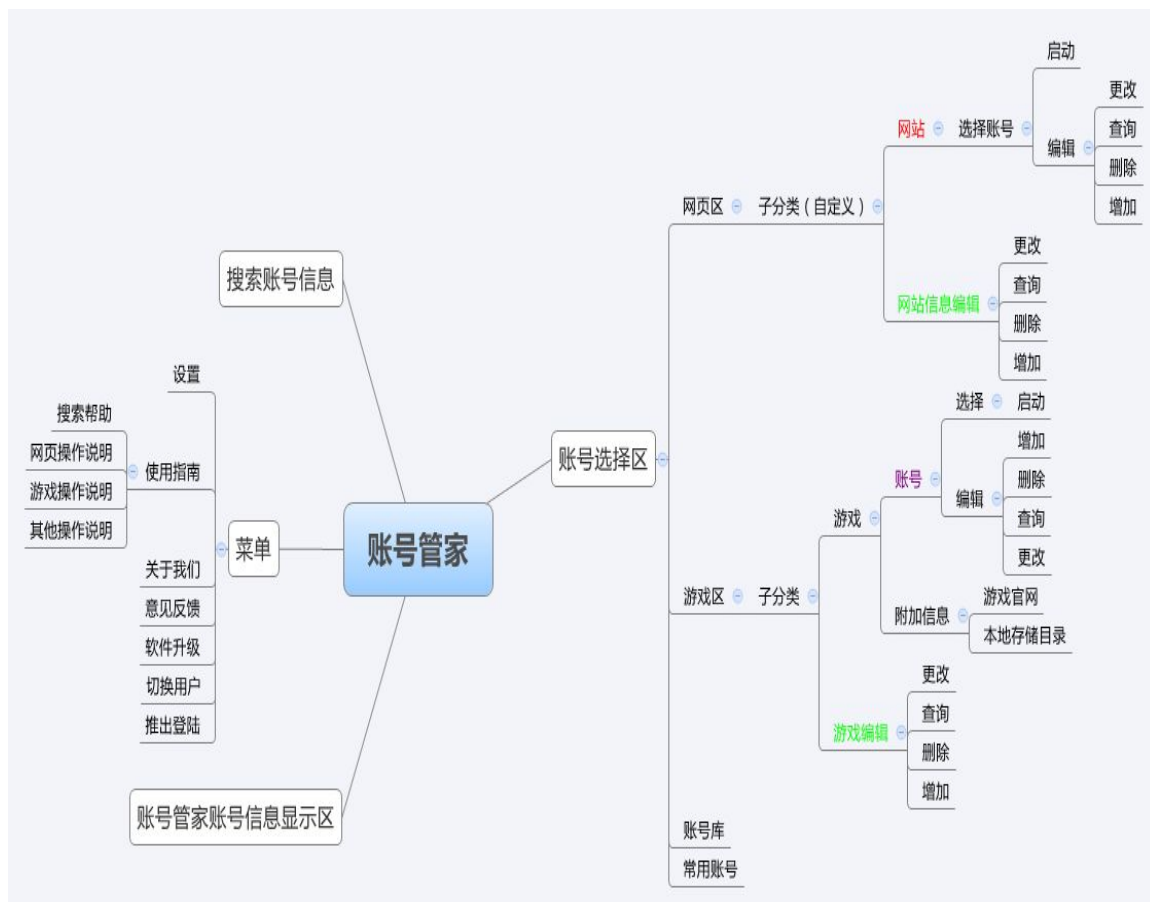 账号管家
搜索账号信息
菜单
设置
使用指南
搜索帮助
网页操作说明
游戏操作说明
其他操作说明
关于我们
意见反馈
软件升级
切换用户
推出登陆
账号管家账号信息显示区
账号选择区
网页区
子分类（自定义）
网站
选择账号
启动
编辑
更改
查询
删除
增加
网站信息编辑
更改
查询
删除
增加
游戏区
子分类
游戏
账号
选择
启动
编辑
增加
删除
查询
更改
附加信息
游戏官网
本地存储目录
游戏编辑
更改
查询
删除
增加
账号库
常用账号